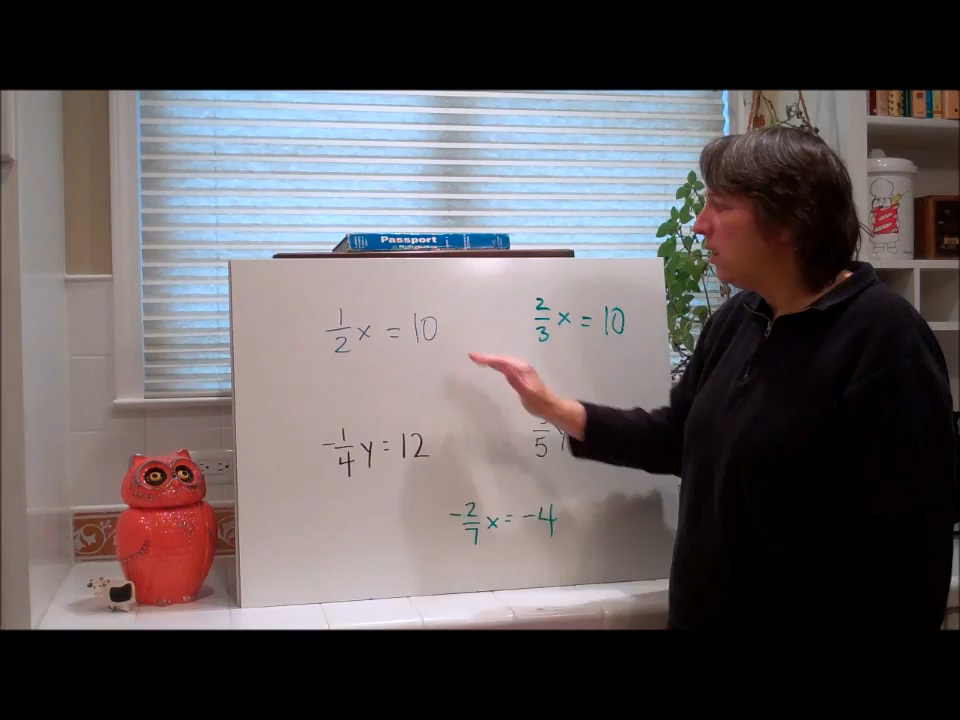 Passport
1/2 x = 10
2/3 x = 10
-1/4 y = 12
-2/7 x = -4